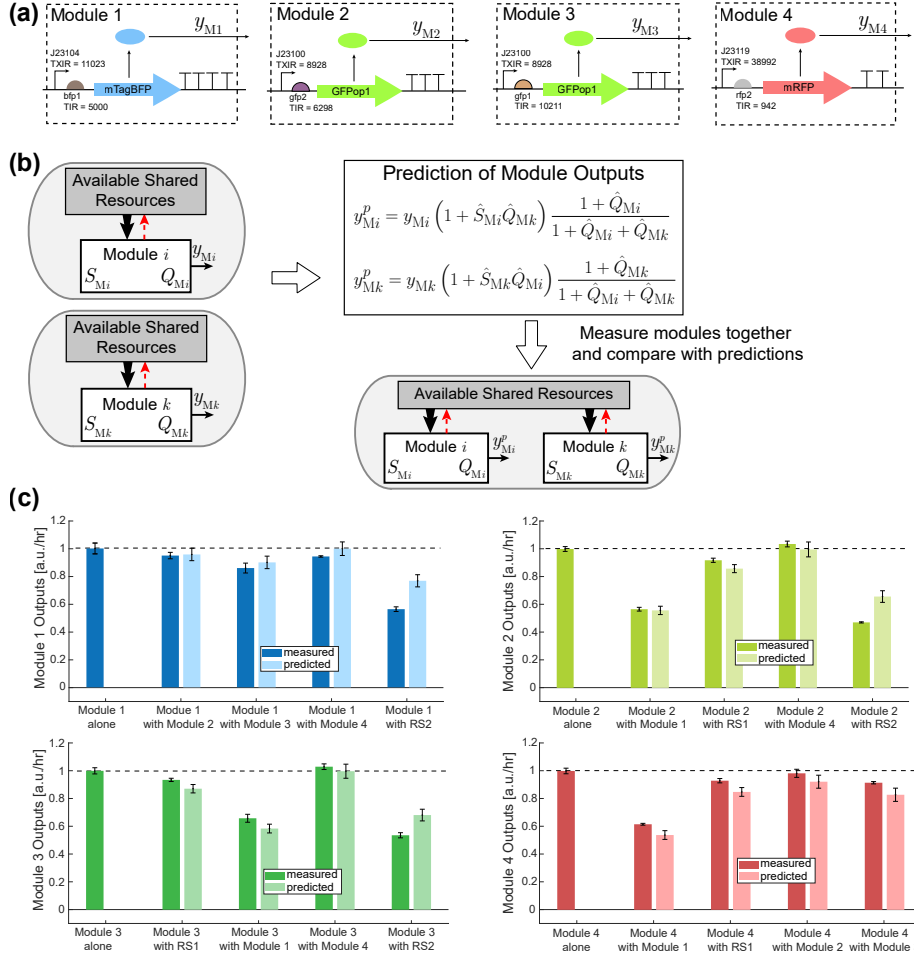 (a)
Module 1
y_M1
J23104
TXIR = 11023
bfp1
mTagBFP
TIR = 5000
Module 2
y_M2
J23100
TXIR = 8928
gfp2
GFPop1
TIR = 6298
Module 3
y_M3
J23100
TXIR = 8928
gfp1
GFPop1
TIR = 10211
Module 4
y_M4
J23119
TXIR = 38992
rfp2
mRFP
TIR = 942
(b)
Available Shared
Resources
Module i
y_Mi
S_Mi Q_Mi
Available Shared
Resources
Module k
y_Mk
S_Mk Q_Mk
Prediction of Module Outputs
y^p_Mi = y_Mi (1 + Ŝ_Mi Q̂_Mk) (1 + Q̂_Mi) / (1 + Q̂_Mi + Q̂_Mk)
y^p_Mk = y_Mk (1 + Ŝ_Mk Q̂_Mi) (1 + Q̂_Mk) / (1 + Q̂_Mi + Q̂_Mk)
Measure modules together
and compare with predictions
Available Shared Resources
Module i
y^p_Mi
S_Mi Q_Mi
Module k
y^p_Mk
S_Mk Q_Mk
(c)
Module 1 Outputs [a.u./hr]
1.2
1
0.8
0.6
0.4
0.2
0
measured
predicted
Module 1 Module 1 Module 1 Module 1 Module 1
alone with Module 2 with Module 3 with Module 4 with RS2
Module 2 Outputs [a.u./hr]
1.2
1
0.8
0.6
0.4
0.2
0
measured
predicted
Module 2 Module 2 Module 2 Module 2 Module 2
alone with Module 1 with RS1 with Module 4 with RS2
Module 3 Outputs [a.u./hr]
1.2
1
0.8
0.6
0.4
0.2
0
measured
predicted
Module 3 Module 3 Module 3 Module 3 Module 3
alone with RS1 with Module 1 with Module 4 with RS2
Module 4 Outputs [a.u./hr]
1.2
1
0.8
0.6
0.4
0.2
0
measured
predicted
Module 4 Module 4 Module 4 Module 4 Module 4
alone with Module 1 with RS1 with Module 2 with Module